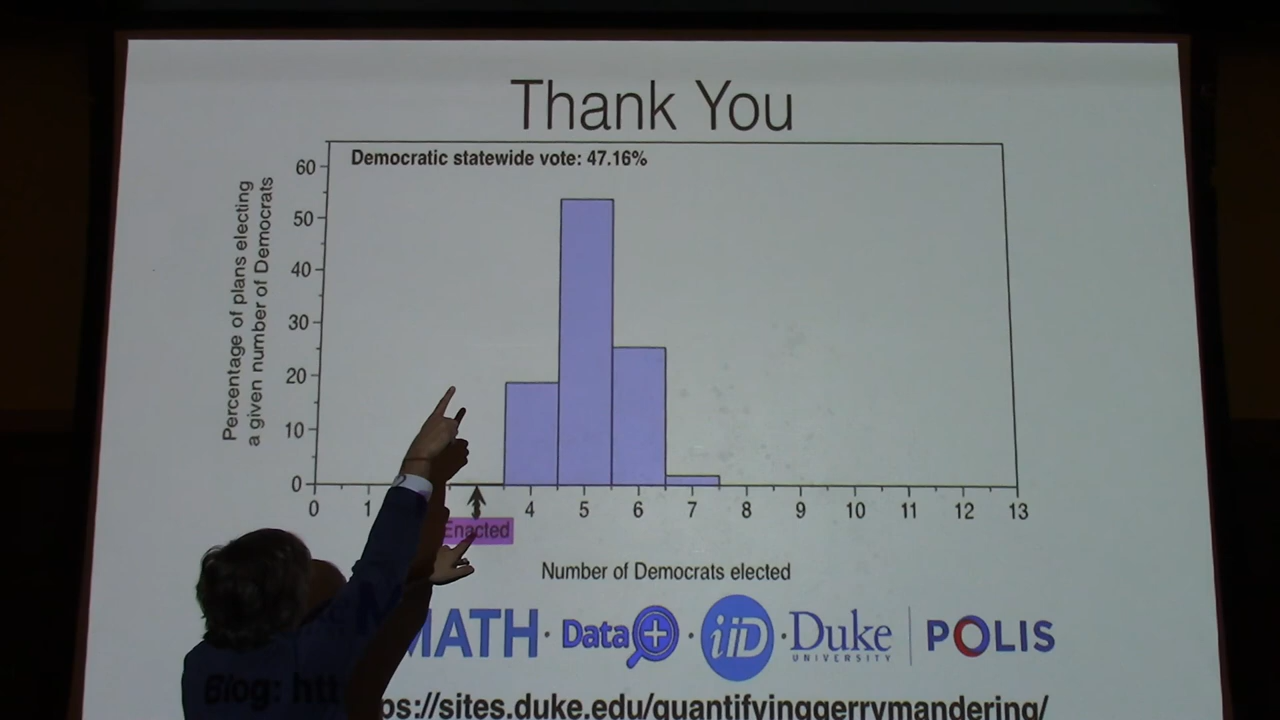 Thank You
Democratic statewide vote: 47.16%
Percentage of plans electing
a given number of Democrats
60
50
40
30
20
10
0
0 1 4 5 6 7 8 9 10 11 12 13
Enacted
Number of Democrats elected
MATH · Data+ · iiD · Duke UNIVERSITY | POLIS
Blog: htt ps://sites.duke.edu/quantifyinggerrymandering/